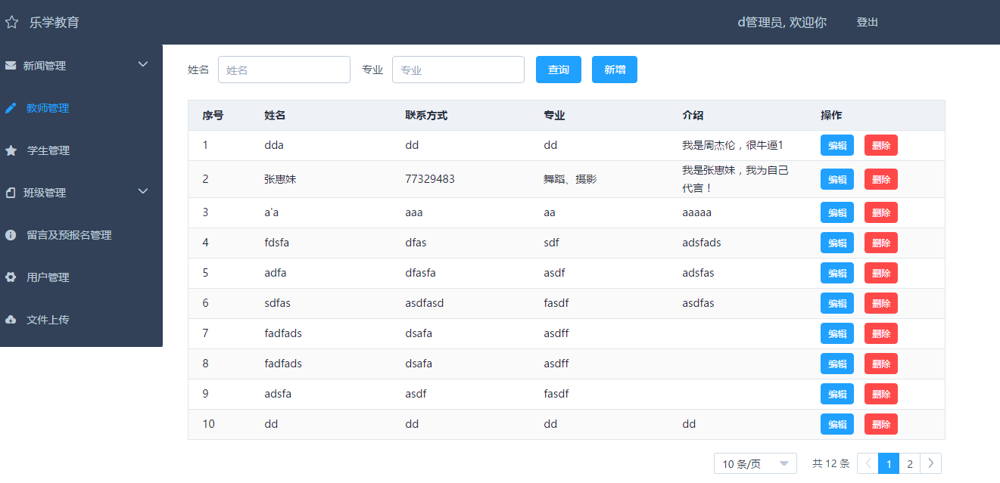 乐学教育
d管理员, 欢迎你 登出
新闻管理
教师管理
学生管理
班级管理
留言及预报名管理
用户管理
文件上传
姓名 姓名 专业 专业 查询 新增
序号 姓名 联系方式 专业 介绍 操作
1 dda dd dd 我是周杰伦，很牛逼1 编辑 删除
2 张惠妹 77329483 舞蹈、摄影 我是张惠妹，我为自己
代言！ 编辑 删除
3 a'a aaa aa aaaaa 编辑 删除
4 fdsfa dfas sdf adsfads 编辑 删除
5 adfa dfasfa asdf adsfas 编辑 删除
6 sdfas asdfasd fasdf asdfas 编辑 删除
7 fadfads dsafa asdff 编辑 删除
8 fadfads dsafa asdff 编辑 删除
9 adsfa asdf fasdf 编辑 删除
10 dd dd dd dd 编辑 删除
10 条/页 共 12 条 1 2